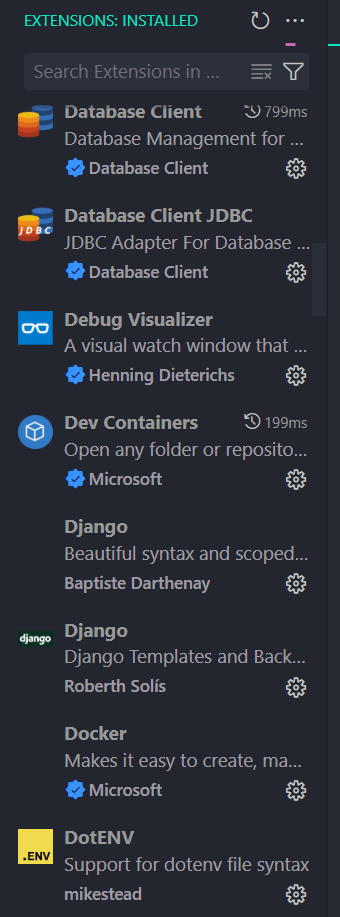 EXTENSIONS: INSTALLED
Search Extensions in ...
Database Client 799ms
Database Management for ...
Database Client
JDBC
Database Client JDBC
JDBC Adapter For Database ...
Database Client
Debug Visualizer
A visual watch window that ...
Henning Dieterichs
Dev Containers 199ms
Open any folder or reposito...
Microsoft
Django
Beautiful syntax and scoped...
Baptiste Darthenay
django
Django
Django Templates and Back...
Roberth Solís
Docker
Makes it easy to create, ma...
Microsoft
.ENV
DotENV
Support for dotenv file syntax
mikestead